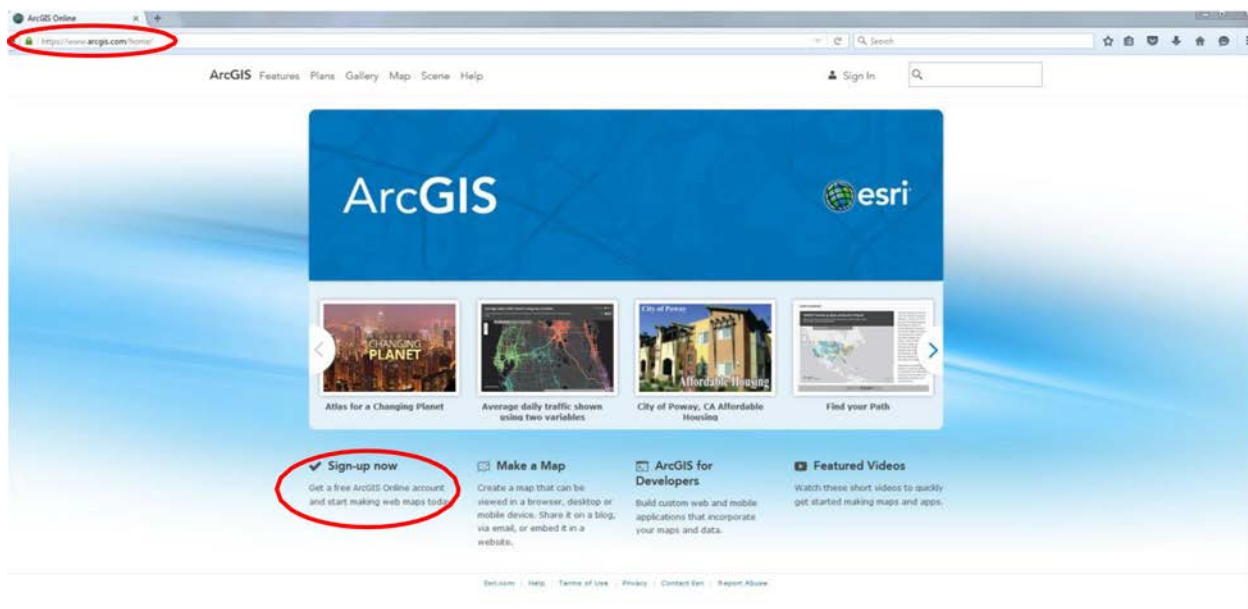 ArcGIS Online
https://www.arcgis.com/home/
Search
ArcGIS Features Plans Gallery Map Scene Help
Sign In
ArcGIS
esri
CHANGING
PLANET
City of Poway
Affordable Housing
Atlas for a Changing Planet
Average daily traffic shown
using two variables
City of Poway, CA Affordable
Housing
Find your Path
Sign-up now
Get a free ArcGIS Online account
and start making web maps today.
Make a Map
Create a map that can be
viewed in a browser, desktop or
mobile device. Share it on a blog,
via email, or embed it in a
website.
ArcGIS for
Developers
Build custom web and mobile
applications that incorporate
your maps and data.
Featured Videos
Watch these short videos to quickly
get started making maps and apps.
Esri.com | Help | Terms of Use | Privacy | Contact Esri | Report Abuse